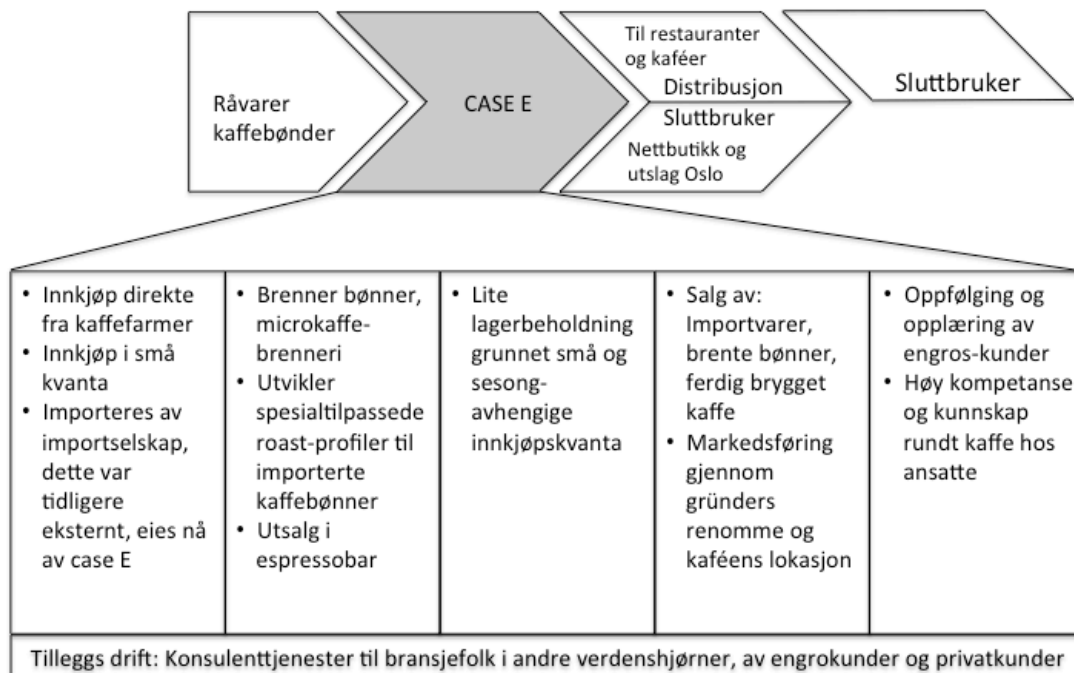 Råvarer
kaffebønder
CASE E
Til restauranter
og kaféer
Distribusjon
Sluttbruker
Nettbutikk og
utslag Oslo
Sluttbruker
• Innkjøp direkte
fra kaffefarmer
• Innkjøp i små
kvanta
• Importeres av
importselskap,
dette var
tidligere
eksternt, eies nå
av case E
• Brenner bønner,
microkaffe-
brenneri
• Utvikler
spesialtilpassede
roast-profiler til
importerte
kaffebønner
• Utsalg i
espressobar
• Lite
lagerbeholdning
grunnet små og
sesong-
avhengige
innkjøpskvanta
• Salg av:
Importvarer,
brente bønner,
ferdig brygget
kaffe
• Markedsføring
gjennom
gründers
renomme og
kaféens lokasjon
• Oppfølging og
opplæring av
engros-kunder
• Høy kompetanse
og kunnskap
rundt kaffe hos
ansatte
Tilleggs drift: Konsulenttjenester til bransjefolk i andre verdenshjørner, av engrokunder og privatkunder